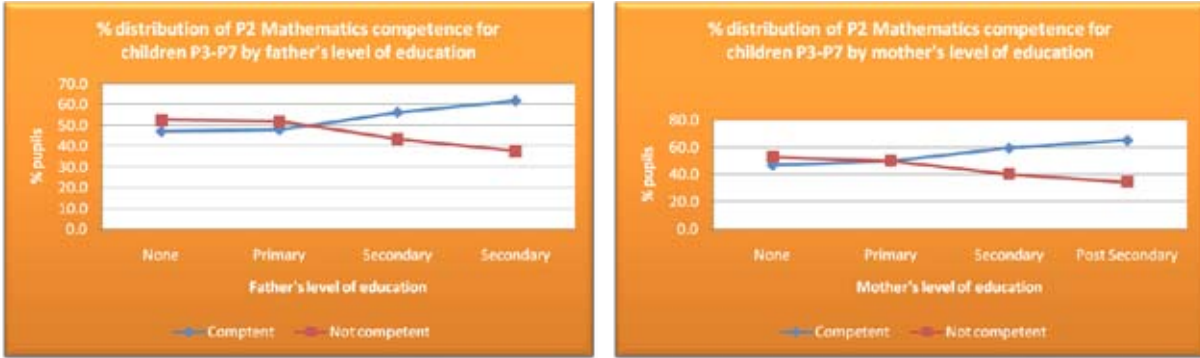 % distribution of P2 Mathematics competence for
children P3-P7 by father's level of education
70.0
60.0
50.0
40.0
30.0
20.0
10.0
0.0
% pupils
None Primary Secondary Secondary
Father's level of education
Comptent Not competent
% distribution of P2 Mathematics competence for
children P3-P7 by mother's level of education
80.0
60.0
40.0
20.0
0.0
% pupils
None Primary Secondary Post Secondary
Mother's level of education
Competent Not competent